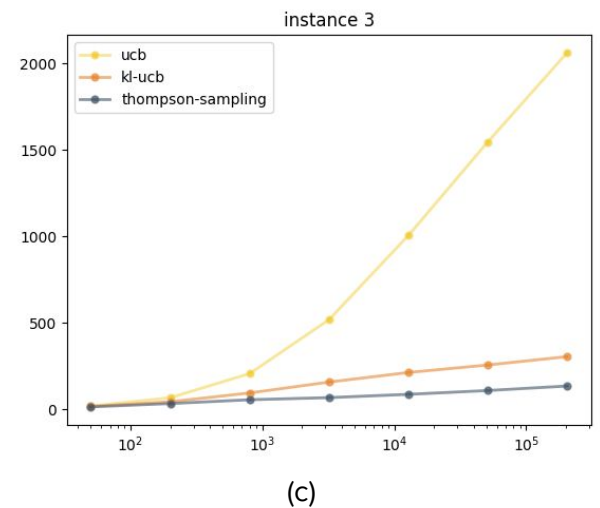 instance 3
ucb
kl-ucb
thompson-sampling
2000
1500
1000
500
0
10²
10³
10⁴
10⁵
(c)